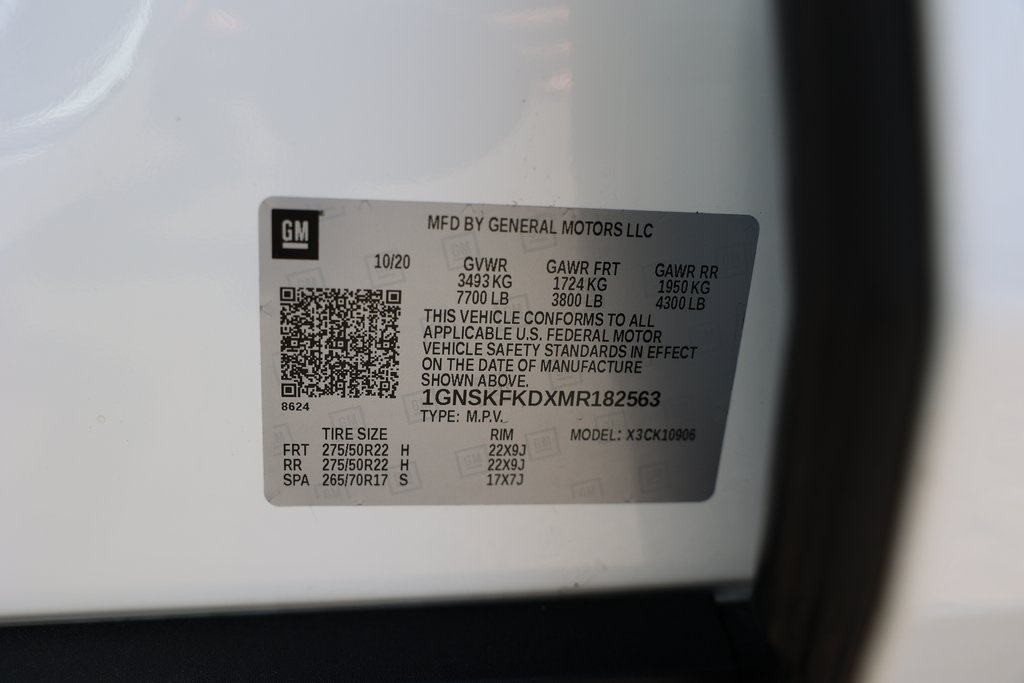 GM
MFD BY GENERAL MOTORS LLC
10/20 GVWR GAWR FRT GAWR RR
3493 KG 1724 KG 1950 KG
7700 LB 3800 LB 4300 LB
THIS VEHICLE CONFORMS TO ALL
APPLICABLE U.S. FEDERAL MOTOR
VEHICLE SAFETY STANDARDS IN EFFECT
ON THE DATE OF MANUFACTURE
SHOWN ABOVE.
8624
1GNSKFKDXMR182563
TYPE: M.P.V.
TIRE SIZE RIM MODEL: X3CK10906
FRT 275/50R22 H 22X9J
RR 275/50R22 H 22X9J
SPA 265/70R17 S 17X7J